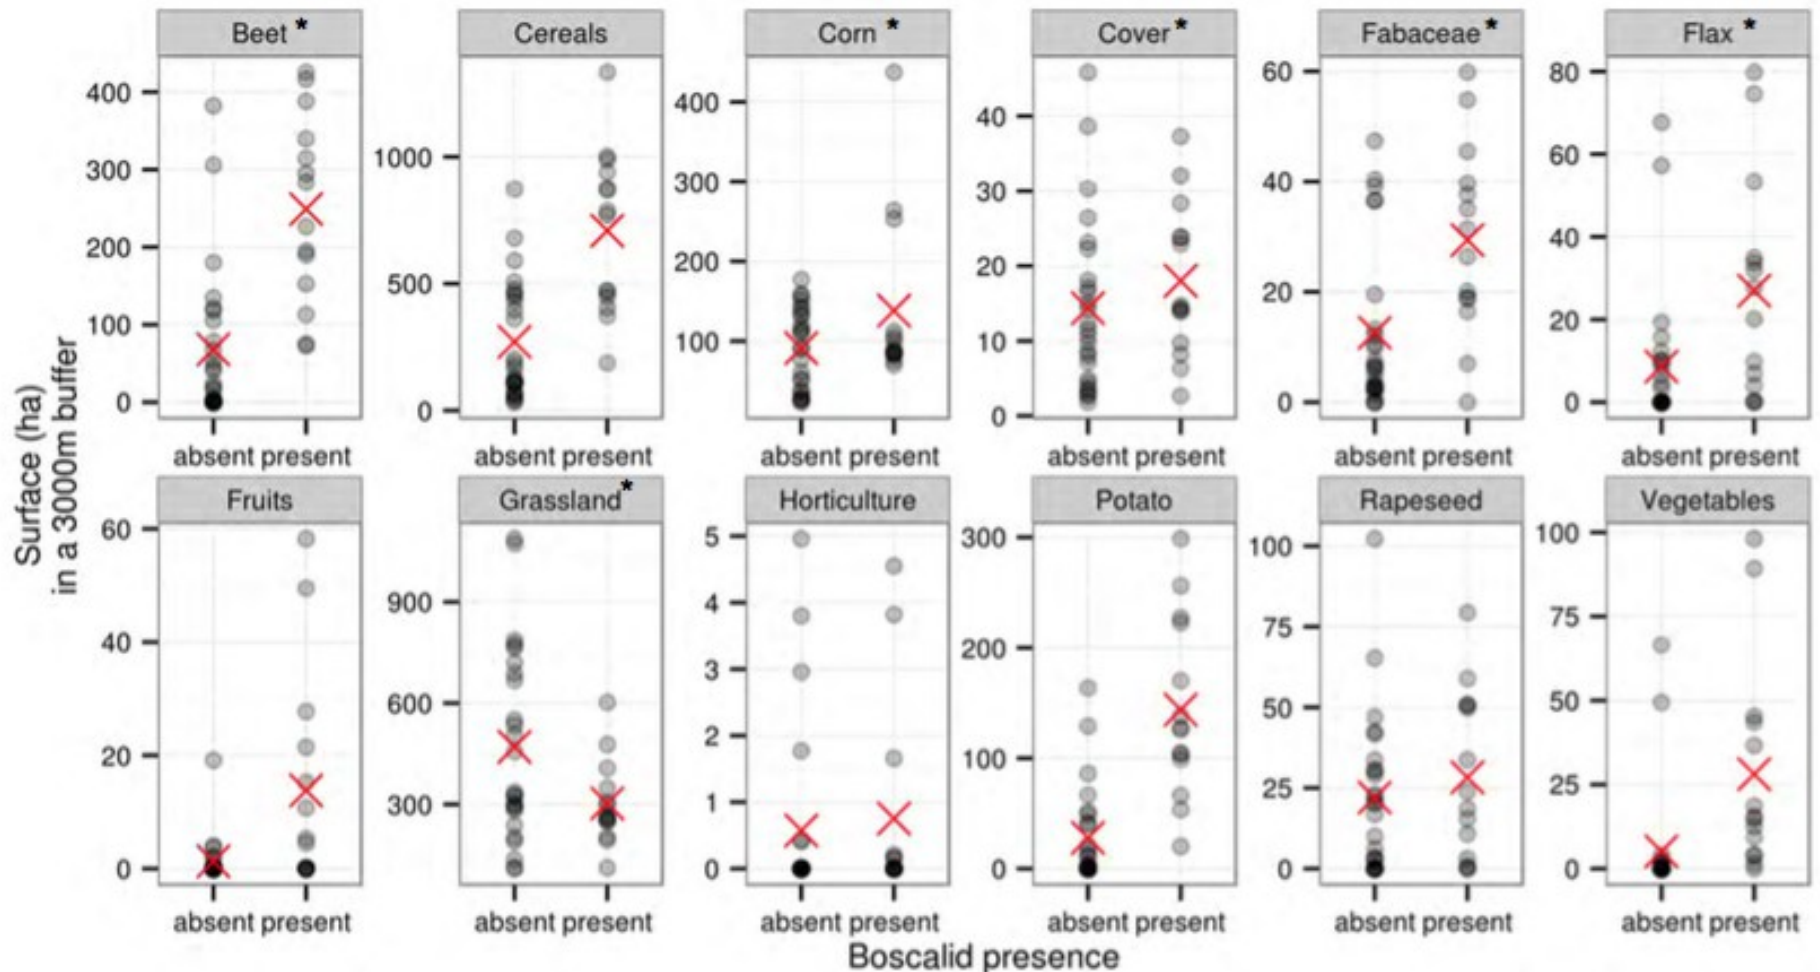 Beet *
Cereals
Corn *
Cover *
Fabaceae *
Flax *
400
300
200
100
0
1000
500
0
400
300
200
100
40
30
20
10
0
60
40
20
0
80
60
40
20
0
absent present
absent present
absent present
absent present
absent present
absent present
Surface (ha)
in a 3000m buffer
Fruits
Grassland *
Horticulture
Potato
Rapeseed
Vegetables
60
40
20
0
900
600
300
5
4
3
2
1
0
300
200
100
0
100
75
50
25
0
100
75
50
25
0
absent present
absent present
absent present
absent present
absent present
absent present
Boscalid presence